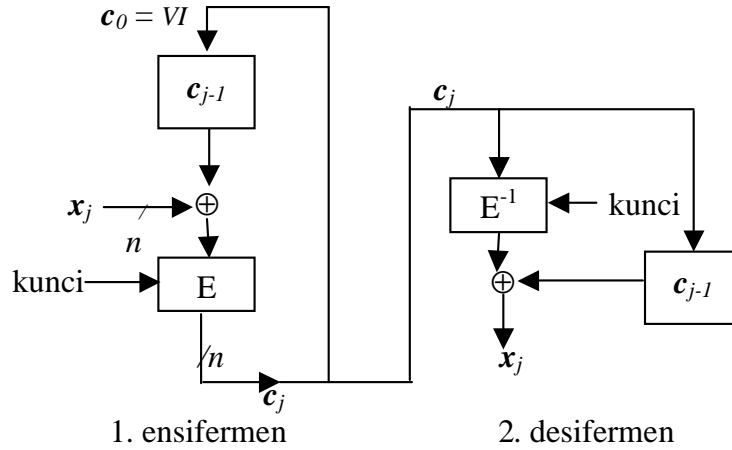 c₀ = VI
cⱼ₋₁
xⱼ
n
kunci
E
/n
cⱼ
1. ensifermen
cⱼ
E⁻¹
kunci
cⱼ₋₁
xⱼ
2. desifermen